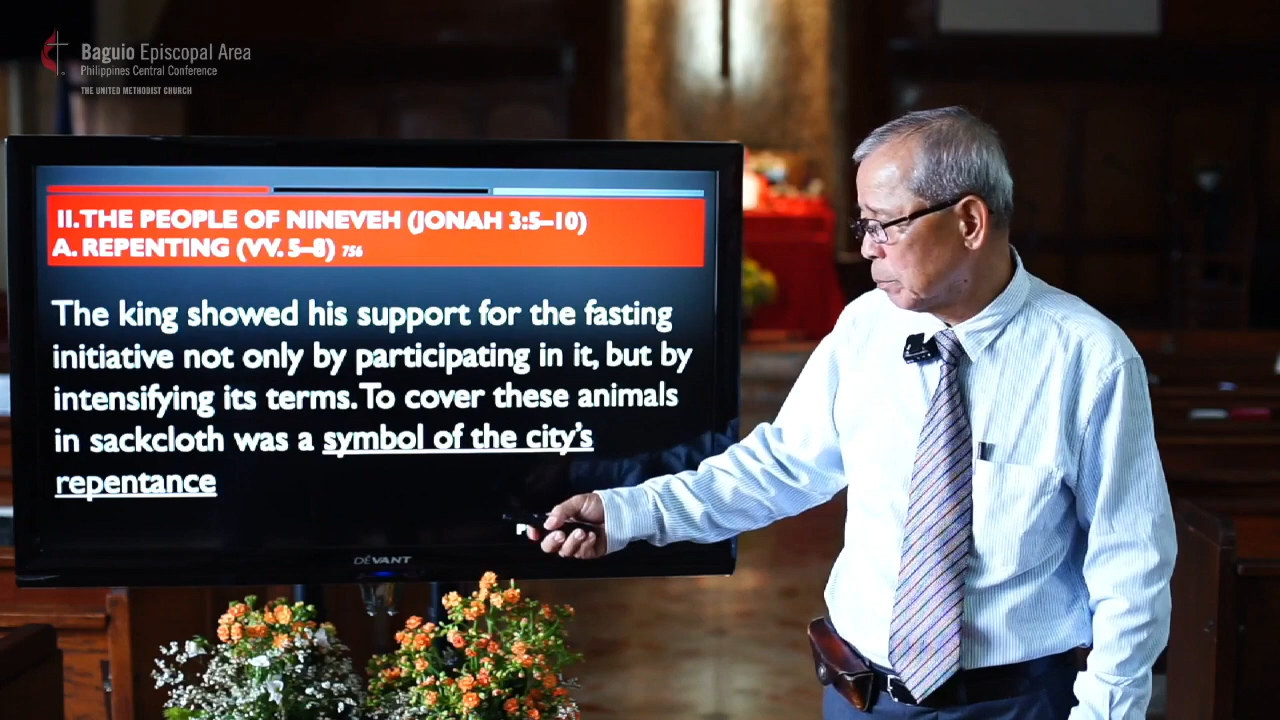 Baguio Episcopal Area
Philippines Central Conference
THE UNITED METHODIST CHURCH
II. THE PEOPLE OF NINEVEH (JONAH 3:5–10)
A. REPENTING (VV. 5–8) 756
The king showed his support for the fasting
initiative not only by participating in it, but by
intensifying its terms. To cover these animals
in sackcloth was a symbol of the city's
repentance
DEVANT